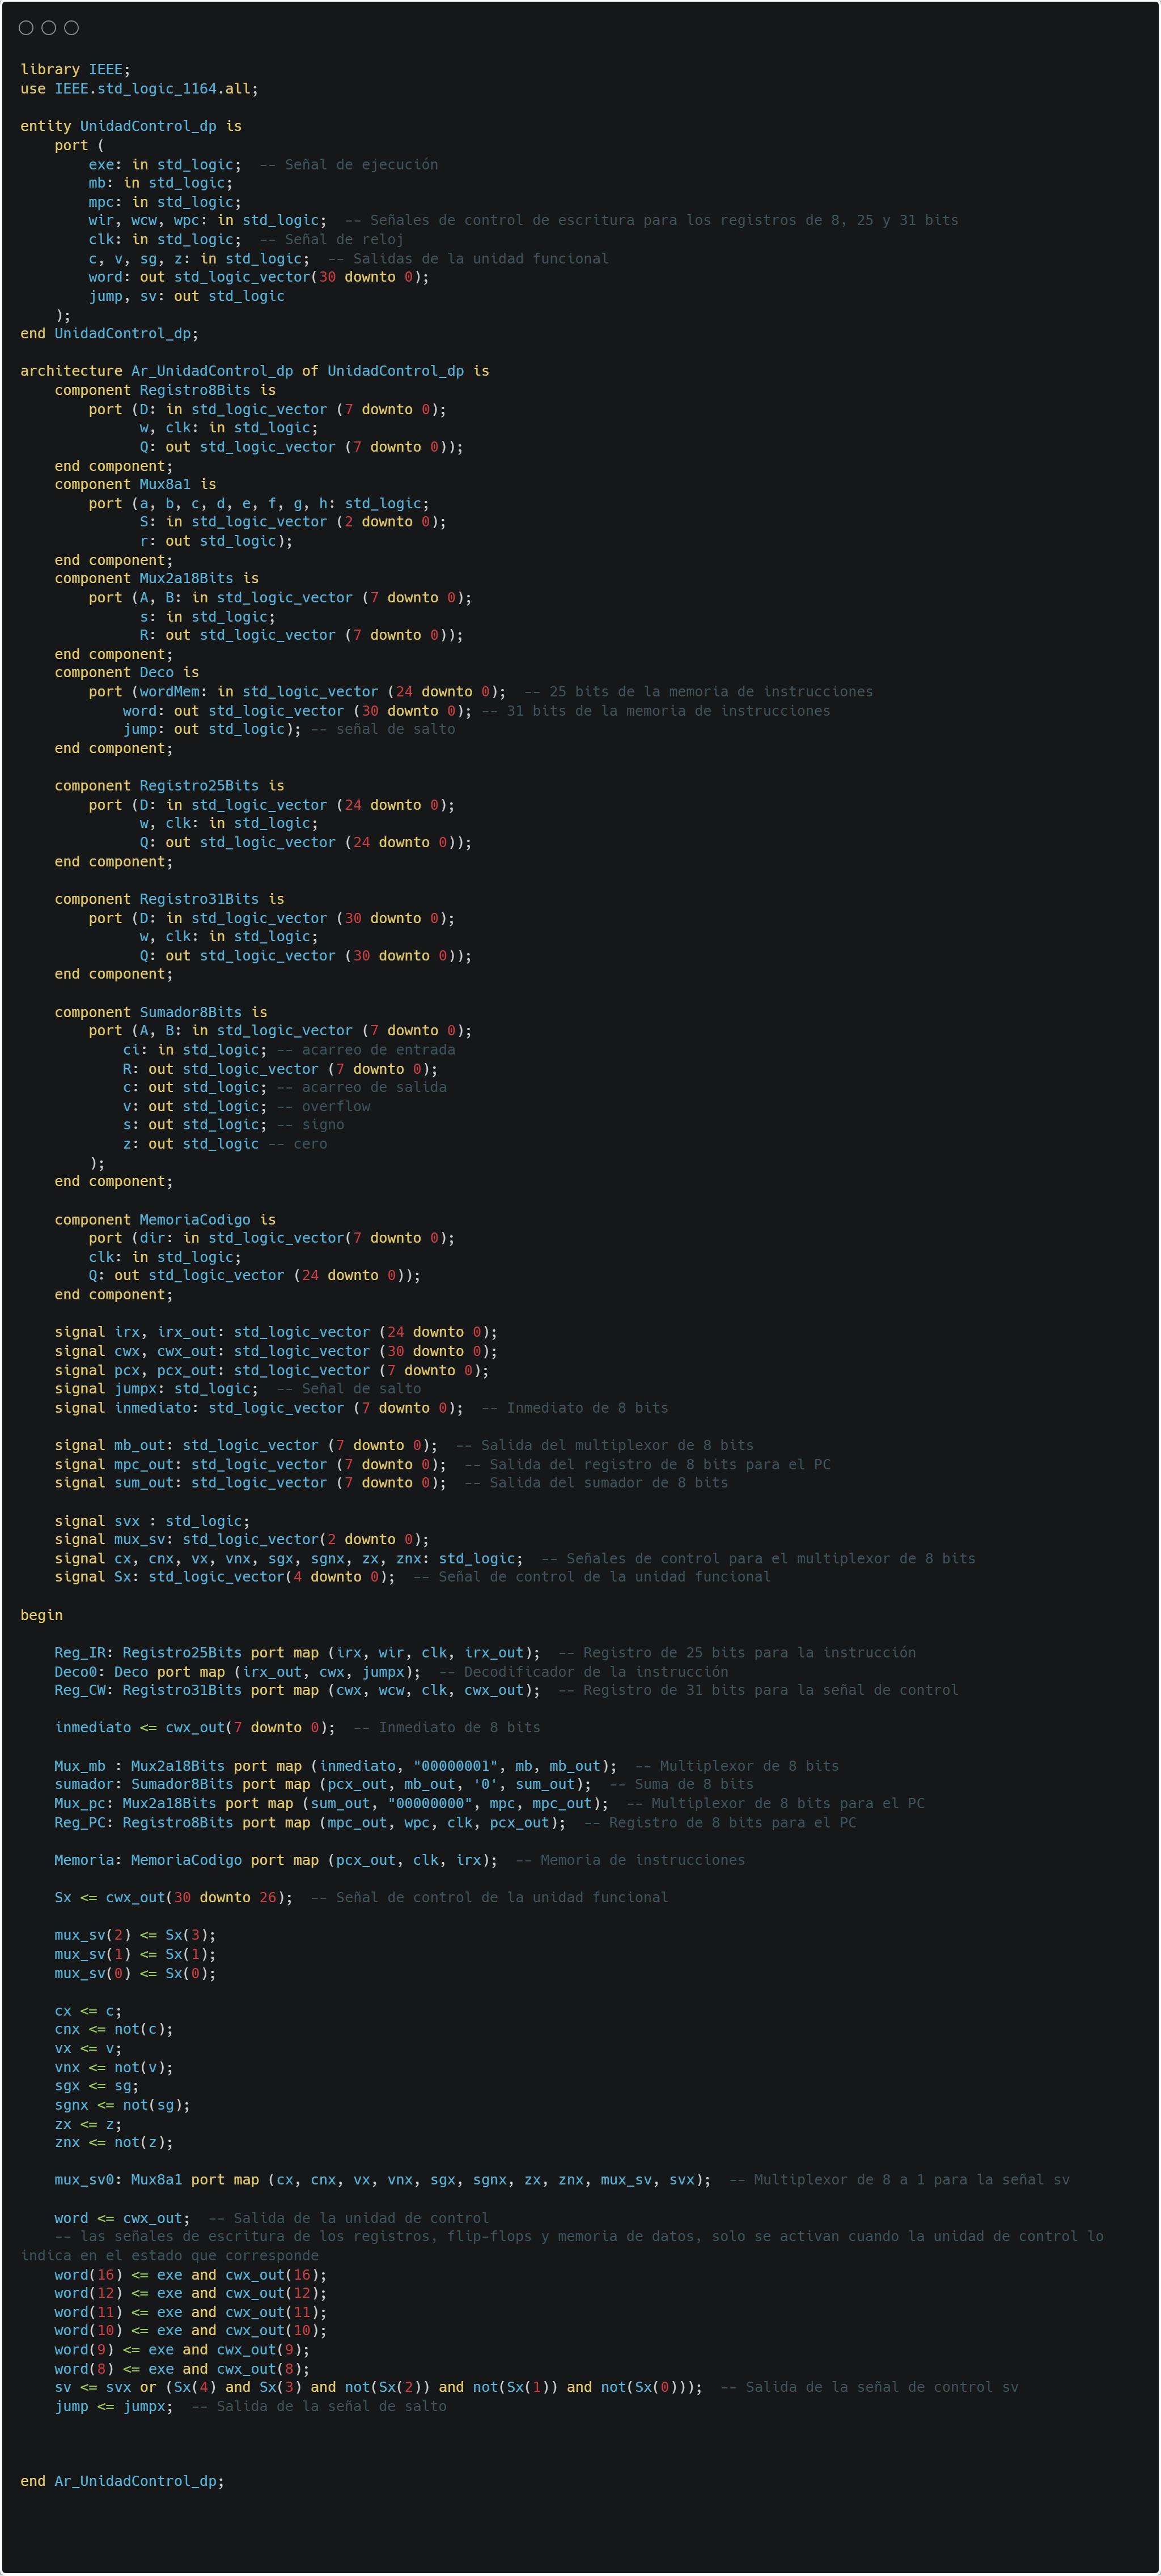 library IEEE;
use IEEE.std_logic_1164.all;

entity UnidadControl_dp is
    port (
        exe: in std_logic;  -- Señal de ejecución
        mb: in std_logic;
        mpc: in std_logic;
        wir, wcw, wpc: in std_logic;  -- Señales de control de escritura para los registros de 8, 25 y 31 bits
        clk: in std_logic;  -- Señal de reloj
        c, v, sg, z: in std_logic;  -- Salidas de la unidad funcional
        word: out std_logic_vector(30 downto 0);
        jump, sv: out std_logic
    );
end UnidadControl_dp;

architecture Ar_UnidadControl_dp of UnidadControl_dp is
    component Registro8Bits is
        port (D: in std_logic_vector (7 downto 0);
              w, clk: in std_logic;
              Q: out std_logic_vector (7 downto 0));
    end component;
    component Mux8a1 is
        port (a, b, c, d, e, f, g, h: std_logic;
              S: in std_logic_vector (2 downto 0);
              r: out std_logic);
    end component;
    component Mux2a18Bits is
        port (A, B: in std_logic_vector (7 downto 0);
              s: in std_logic;
              R: out std_logic_vector (7 downto 0));
    end component;
    component Deco is
        port (wordMem: in std_logic_vector (24 downto 0);  -- 25 bits de la memoria de instrucciones
            word: out std_logic_vector (30 downto 0); -- 31 bits de la memoria de instrucciones
            jump: out std_logic); -- señal de salto
    end component;

    component Registro25Bits is
        port (D: in std_logic_vector (24 downto 0);
              w, clk: in std_logic;
              Q: out std_logic_vector (24 downto 0));
    end component;

    component Registro31Bits is
        port (D: in std_logic_vector (30 downto 0);
              w, clk: in std_logic;
              Q: out std_logic_vector (30 downto 0));
    end component;

    component Sumador8Bits is
        port (A, B: in std_logic_vector (7 downto 0);
            ci: in std_logic; -- acarreo de entrada
            R: out std_logic_vector (7 downto 0);
            c: out std_logic; -- acarreo de salida
            v: out std_logic; -- overflow
            s: out std_logic; -- signo
            z: out std_logic -- cero
        );
    end component;

    component MemoriaCodigo is
        port (dir: in std_logic_vector(7 downto 0);
        clk: in std_logic;
        Q: out std_logic_vector (24 downto 0));
    end component;

    signal irx, irx_out: std_logic_vector (24 downto 0);
    signal cwx, cwx_out: std_logic_vector (30 downto 0);
    signal pcx, pcx_out: std_logic_vector (7 downto 0);
    signal jumpx: std_logic;  -- Señal de salto
    signal inmediato: std_logic_vector (7 downto 0);  -- Inmediato de 8 bits

    signal mb_out: std_logic_vector (7 downto 0);  -- Salida del multiplexor de 8 bits
    signal mpc_out: std_logic_vector (7 downto 0);  -- Salida del registro de 8 bits para el PC
    signal sum_out: std_logic_vector (7 downto 0);  -- Salida del sumador de 8 bits

    signal svx : std_logic;
    signal mux_sv: std_logic_vector(2 downto 0);
    signal cx, cnx, vx, vnx, sgx, sgnx, zx, znx: std_logic;  -- Señales de control para el multiplexor de 8 bits
    signal Sx: std_logic_vector(4 downto 0);  -- Señal de control de la unidad funcional

begin

    Reg_IR: Registro25Bits port map (irx, wir, clk, irx_out);  -- Registro de 25 bits para la instrucción
    Deco0: Deco port map (irx_out, cwx, jumpx);  -- Decodificador de la instrucción
    Reg_CW: Registro31Bits port map (cwx, wcw, clk, cwx_out);  -- Registro de 31 bits para la señal de control

    inmediato <= cwx_out(7 downto 0);  -- Inmediato de 8 bits

    Mux_mb : Mux2a18Bits port map (inmediato, "00000001", mb, mb_out);  -- Multiplexor de 8 bits
    sumador: Sumador8Bits port map (pcx_out, mb_out, '0', sum_out);  -- Suma de 8 bits
    Mux_pc: Mux2a18Bits port map (sum_out, "00000000", mpc, mpc_out);  -- Multiplexor de 8 bits para el PC
    Reg_PC: Registro8Bits port map (mpc_out, wpc, clk, pcx_out);  -- Registro de 8 bits para el PC

    Memoria: MemoriaCodigo port map (pcx_out, clk, irx);  -- Memoria de instrucciones

    Sx <= cwx_out(30 downto 26);  -- Señal de control de la unidad funcional

    mux_sv(2) <= Sx(3);
    mux_sv(1) <= Sx(1);
    mux_sv(0) <= Sx(0);

    cx <= c;
    cnx <= not(c);
    vx <= v;
    vnx <= not(v);
    sgx <= sg;
    sgnx <= not(sg);
    zx <= z;
    znx <= not(z);

    mux_sv0: Mux8a1 port map (cx, cnx, vx, vnx, sgx, sgnx, zx, znx, mux_sv, svx);  -- Multiplexor de 8 a 1 para la señal sv

    word <= cwx_out;  -- Salida de la unidad de control
    -- las señales de escritura de los registros, flip-flops y memoria de datos, solo se activan cuando la unidad de control lo
indica en el estado que corresponde
    word(16) <= exe and cwx_out(16);
    word(12) <= exe and cwx_out(12);
    word(11) <= exe and cwx_out(11);
    word(10) <= exe and cwx_out(10);
    word(9) <= exe and cwx_out(9);
    word(8) <= exe and cwx_out(8);
    sv <= svx or (Sx(4) and Sx(3) and not(Sx(2)) and not(Sx(1)) and not(Sx(0)));  -- Salida de la señal de control sv
    jump <= jumpx;  -- Salida de la señal de salto

end Ar_UnidadControl_dp;